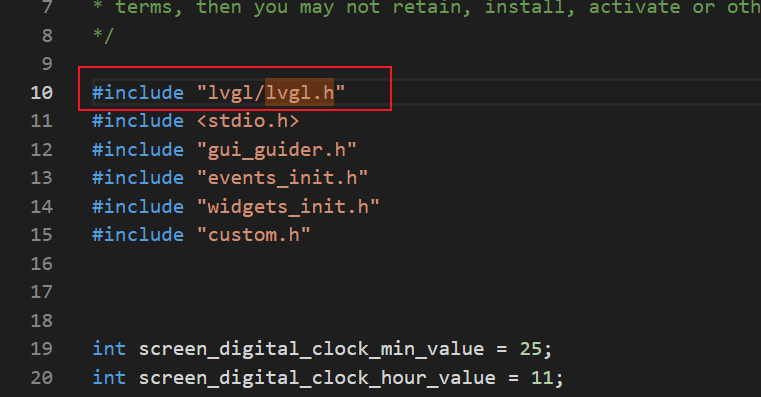 7 * terms, then you may not retain, install, activate or oth
8 */
9
10 #include "lvgl/lvgl.h"
11 #include <stdio.h>
12 #include "gui_guider.h"
13 #include "events_init.h"
14 #include "widgets_init.h"
15 #include "custom.h"
16
17
18
19 int screen_digital_clock_min_value = 25;
20 int screen_digital_clock_hour_value = 11;